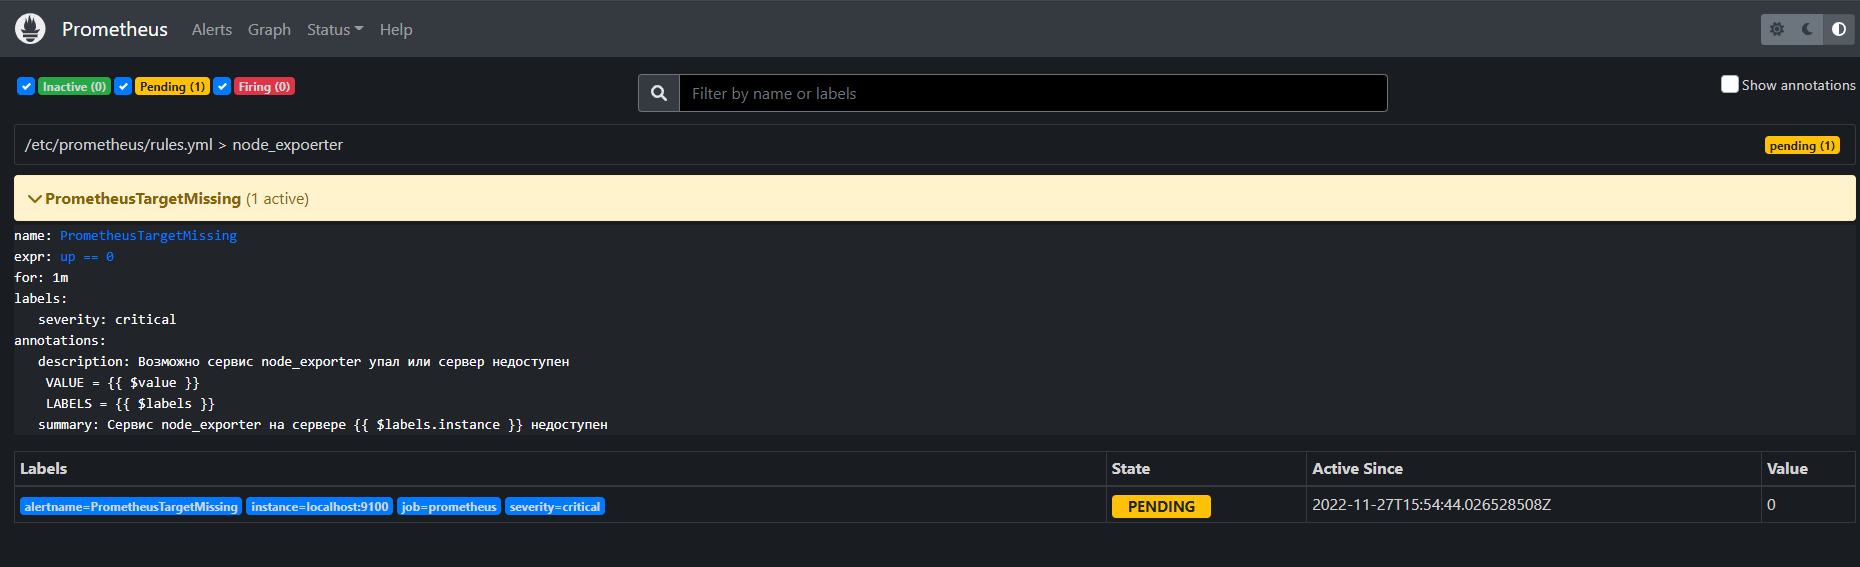 Prometheus Alerts Graph Status Help
Inactive (0) Pending (1) Firing (0) Filter by name or labels Show annotations
/etc/prometheus/rules.yml > node_expoerter pending (1)
PrometheusTargetMissing (1 active)
name: PrometheusTargetMissing
expr: up == 0
for: 1m
labels:
severity: critical
annotations:
description: Возможно сервис node_exporter упал или сервер недоступен
VALUE = {{ $value }}
LABELS = {{ $labels }}
summary: Сервис node_exporter на сервере {{ $labels.instance }} недоступен
Labels State Active Since Value
alertname=PrometheusTargetMissing instance=localhost:9100 job=prometheus severity=critical PENDING 2022-11-27T15:54:44.026528508Z 0